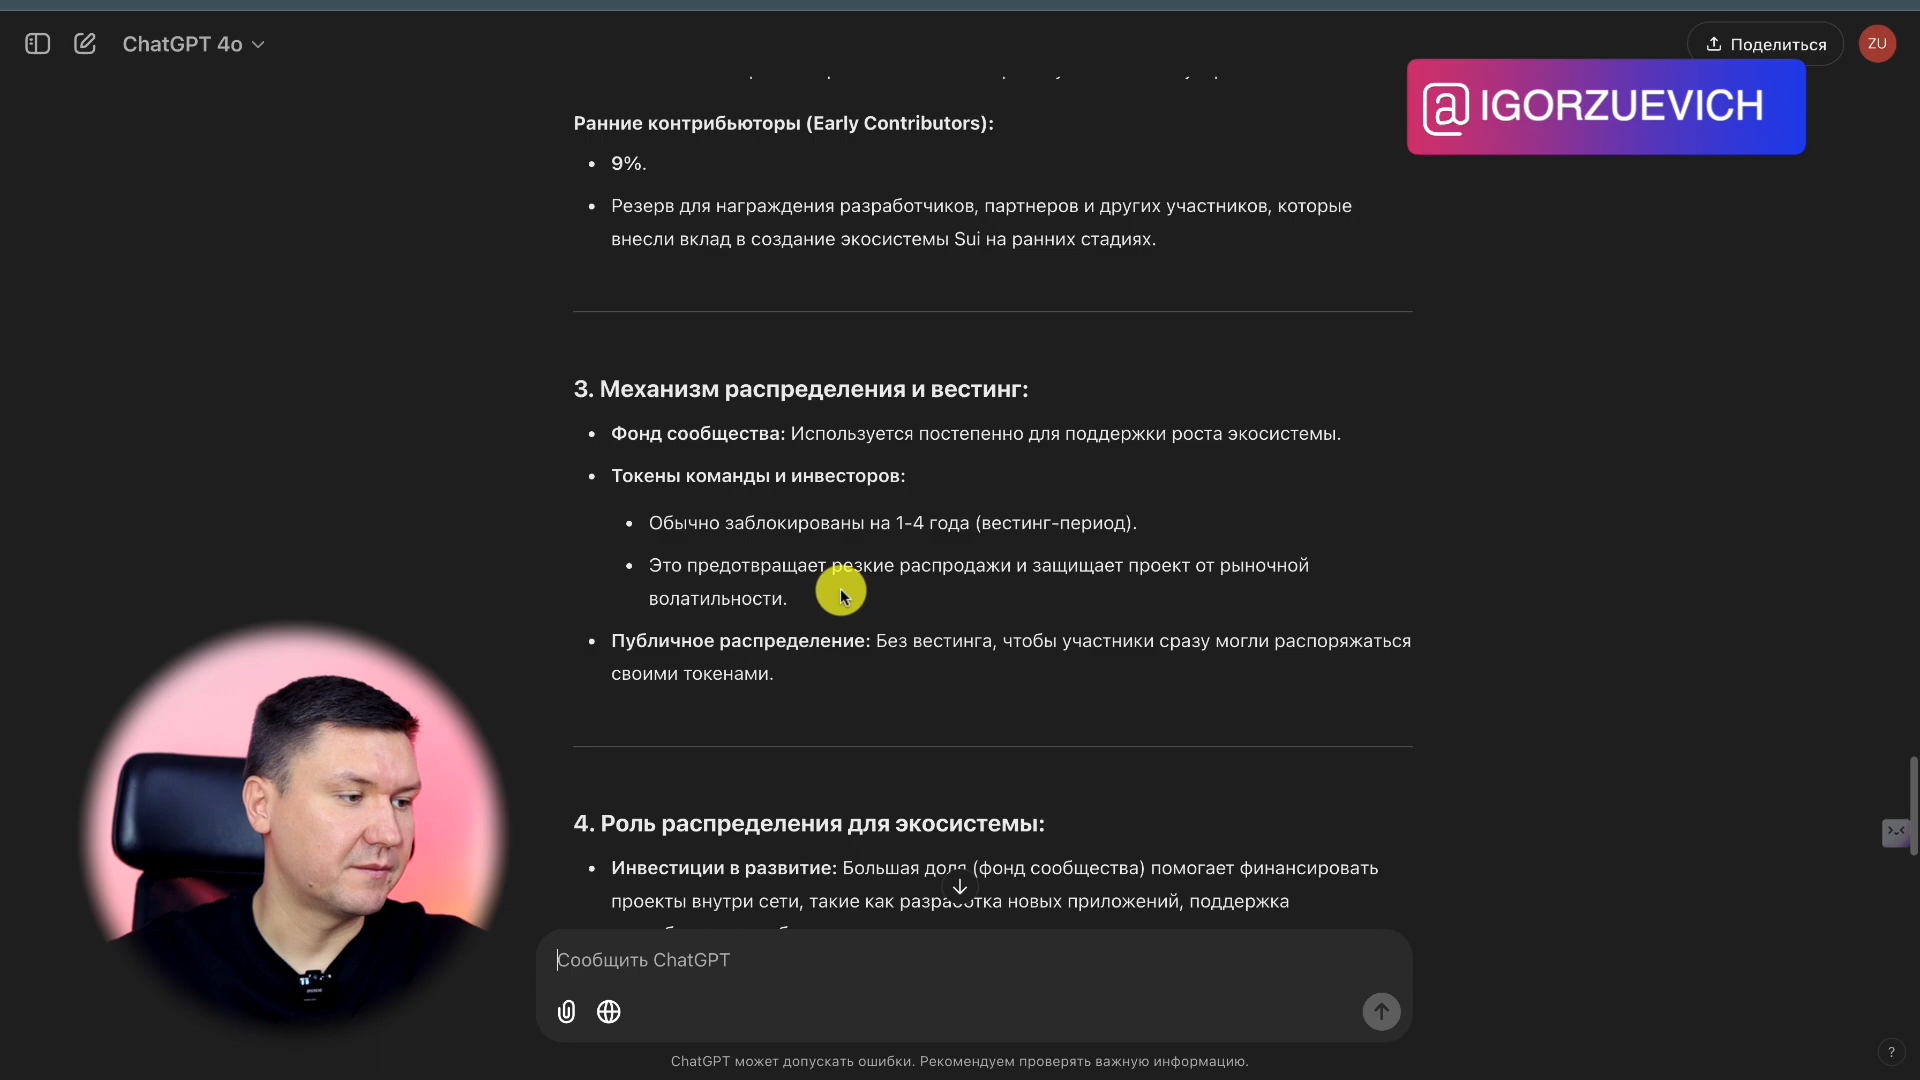 ChatGPT 4o
Поделиться
ZU
@IGORZUEVICH
Ранние контрибьюторы (Early Contributors):
• 9%.
• Резерв для награждения разработчиков, партнеров и других участников, которые
внесли вклад в создание экосистемы Sui на ранних стадиях.
3. Механизм распределения и вестинг:
• Фонд сообщества: Используется постепенно для поддержки роста экосистемы.
• Токены команды и инвесторов:
• Обычно заблокированы на 1-4 года (вестинг-период).
• Это предотвращает резкие распродажи и защищает проект от рыночной
волатильности.
• Публичное распределение: Без вестинга, чтобы участники сразу могли распоряжаться
своими токенами.
4. Роль распределения для экосистемы:
• Инвестиции в развитие: Большая доля (фонд сообщества) помогает финансировать
проекты внутри сети, такие как разработка новых приложений, поддержка
Сообщить ChatGPT
ChatGPT может допускать ошибки. Рекомендуем проверять важную информацию.
?